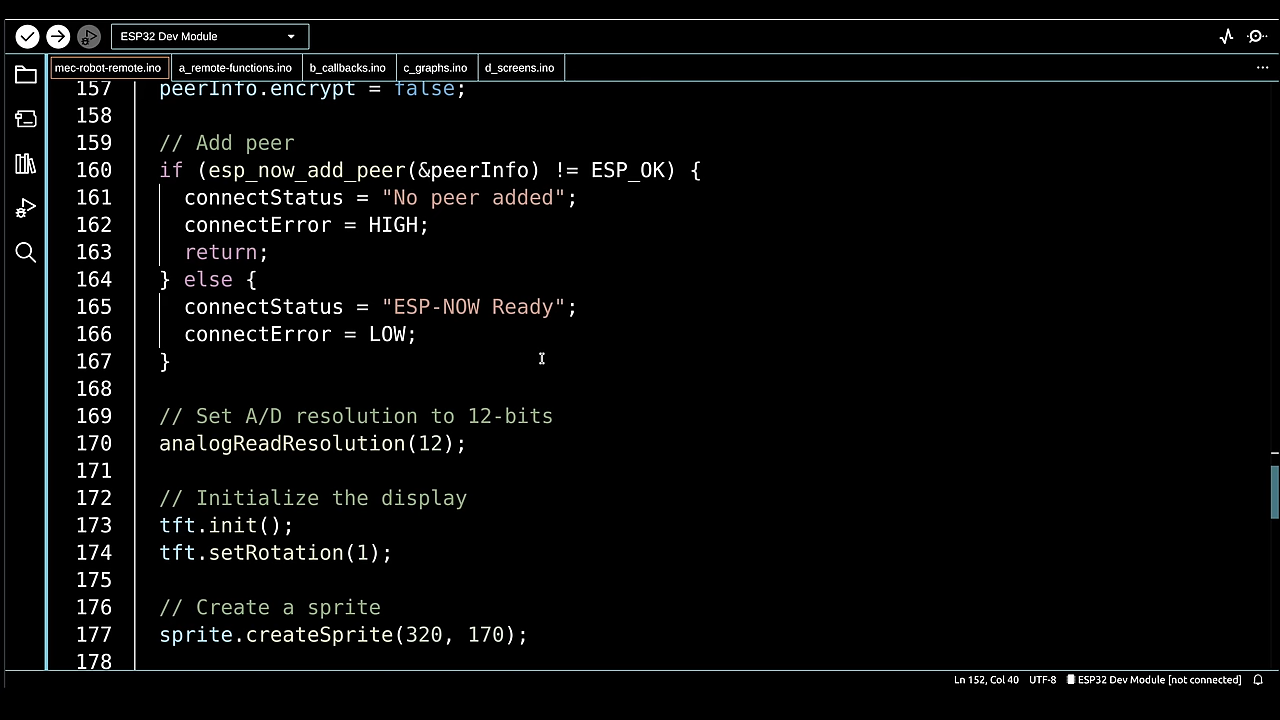 ESP32 Dev Module
mec-robot-remote.ino a_remote-functions.ino b_callbacks.ino c_graphs.ino d_screens.ino
157 peerInfo.encrypt = false;
158
159 // Add peer
160 if (esp_now_add_peer(&peerInfo) != ESP_OK) {
161 connectStatus = "No peer added";
162 connectError = HIGH;
163 return;
164 } else {
165 connectStatus = "ESP-NOW Ready";
166 connectError = LOW;
167 }
168
169 // Set A/D resolution to 12-bits
170 analogReadResolution(12);
171
172 // Initialize the display
173 tft.init();
174 tft.setRotation(1);
175
176 // Create a sprite
177 sprite.createSprite(320, 170);
178
Ln 152, Col 40 UTF-8 ESP32 Dev Module [not connected]